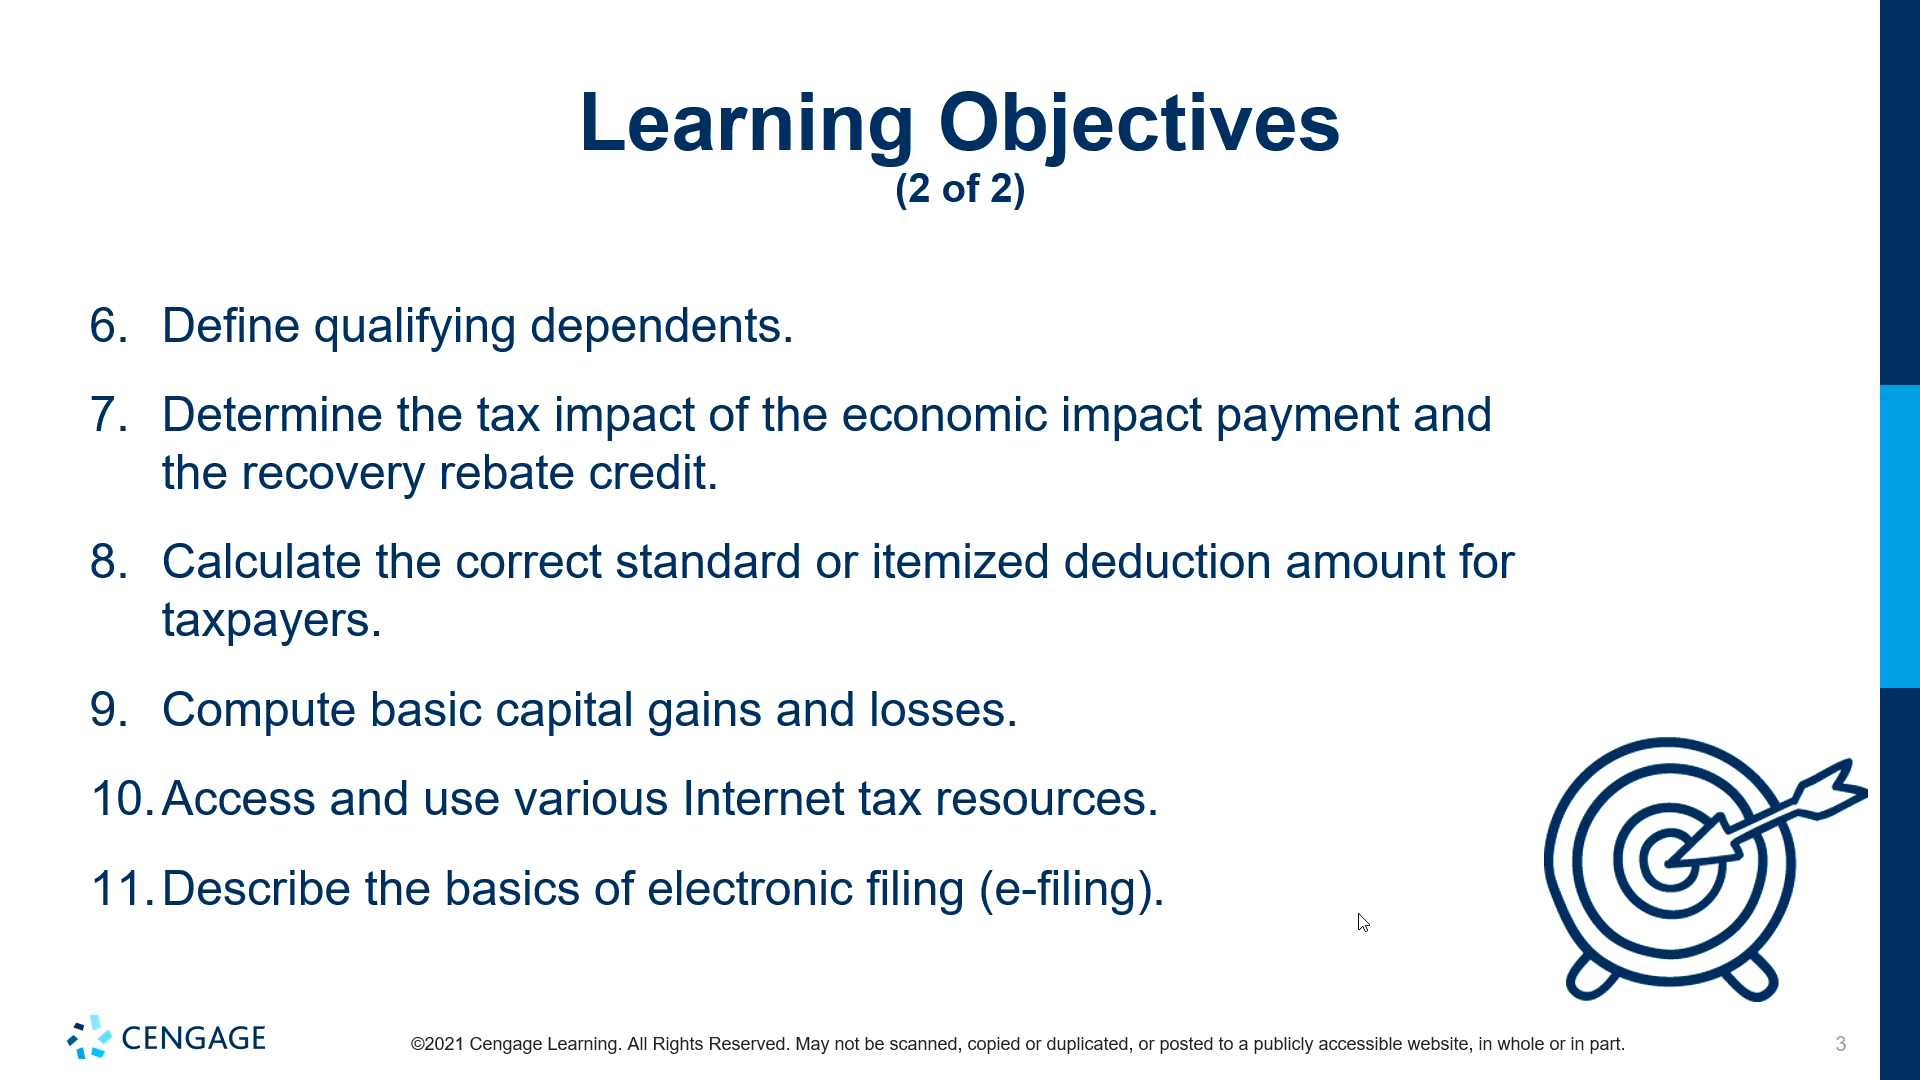 Learning Objectives
(2 of 2)
6. Define qualifying dependents.
7. Determine the tax impact of the economic impact payment and
the recovery rebate credit.
8. Calculate the correct standard or itemized deduction amount for
taxpayers.
9. Compute basic capital gains and losses.
10. Access and use various Internet tax resources.
11. Describe the basics of electronic filing (e-filing).
CENGAGE
©2021 Cengage Learning. All Rights Reserved. May not be scanned, copied or duplicated, or posted to a publicly accessible website, in whole or in part.
3